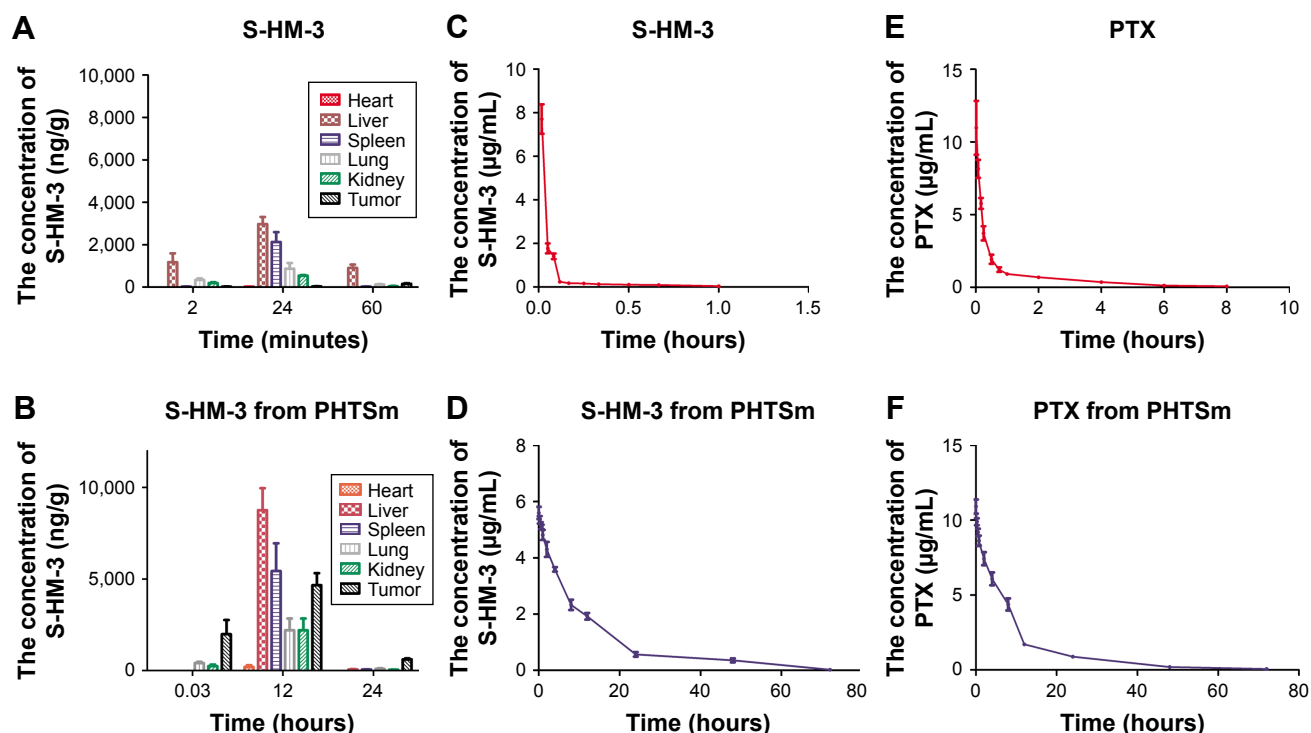 A
S-HM-3
The concentration of
S-HM-3 (ng/g)
10,000
8,000
6,000
4,000
2,000
0
Heart
Liver
Spleen
Lung
Kidney
Tumor
2
24
60
Time (minutes)
C
S-HM-3
The concentration of
S-HM-3 (µg/mL)
10
8
6
4
2
0
0.0
0.5
1.0
1.5
Time (hours)
E
PTX
The concentration of
PTX (µg/mL)
15
10
5
0
0
2
4
6
8
10
Time (hours)
B
S-HM-3 from PHTSm
The concentration of
S-HM-3 (ng/g)
10,000
5,000
0
Heart
Liver
Spleen
Lung
Kidney
Tumor
0.03
12
24
Time (hours)
D
S-HM-3 from PHTSm
The concentration of
S-HM-3 (µg/mL)
8
6
4
2
0
0
20
40
60
80
Time (hours)
F
PTX from PHTSm
The concentration of
PTX (µg/mL)
15
10
5
0
0
20
40
60
80
Time (hours)